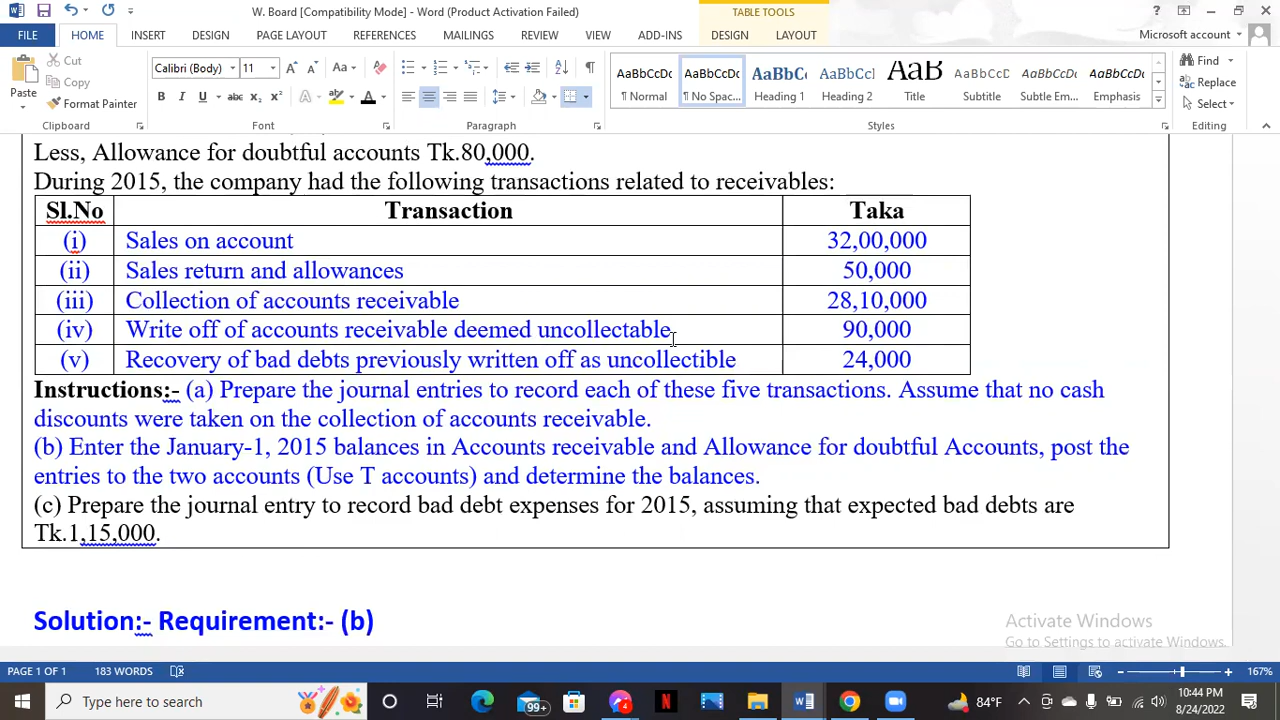 W. Board [Compatibility Mode] - Word (Product Activation Failed)
TABLE TOOLS
Microsoft account
FILE HOME INSERT DESIGN PAGE LAYOUT REFERENCES MAILINGS REVIEW VIEW ADD-INS DESIGN LAYOUT
Paste Cut Copy Format Painter
Clipboard
Calibri (Body) 11
Font
Paragraph
AaBbCcDc AaBbCcDc AaBbCc AaBbCcDc AaB AaBbCcDc AaBbCcDc AaBbCcDc
¶ Normal ¶ No Spac... Heading 1 Heading 2 Title Subtitle Subtle Em... Emphasis
Styles
Find Replace Select
Editing
Less, Allowance for doubtful accounts Tk.80,000.
During 2015, the company had the following transactions related to receivables:
Sl.No Transaction Taka
(i) Sales on account 32,00,000
(ii) Sales return and allowances 50,000
(iii) Collection of accounts receivable 28,10,000
(iv) Write off of accounts receivable deemed uncollectable 90,000
(v) Recovery of bad debts previously written off as uncollectible 24,000
Instructions:- (a) Prepare the journal entries to record each of these five transactions. Assume that no cash
discounts were taken on the collection of accounts receivable.
(b) Enter the January-1, 2015 balances in Accounts receivable and Allowance for doubtful Accounts, post the
entries to the two accounts (Use T accounts) and determine the balances.
(c) Prepare the journal entry to record bad debt expenses for 2015, assuming that expected bad debts are
Tk.1,15,000.
Solution:- Requirement:- (b)
Activate Windows
Go to Settings to activate Windows.
PAGE 1 OF 1 183 WORDS 167%
Type here to search 99+ 4 84°F 10:44 PM
8/24/2022